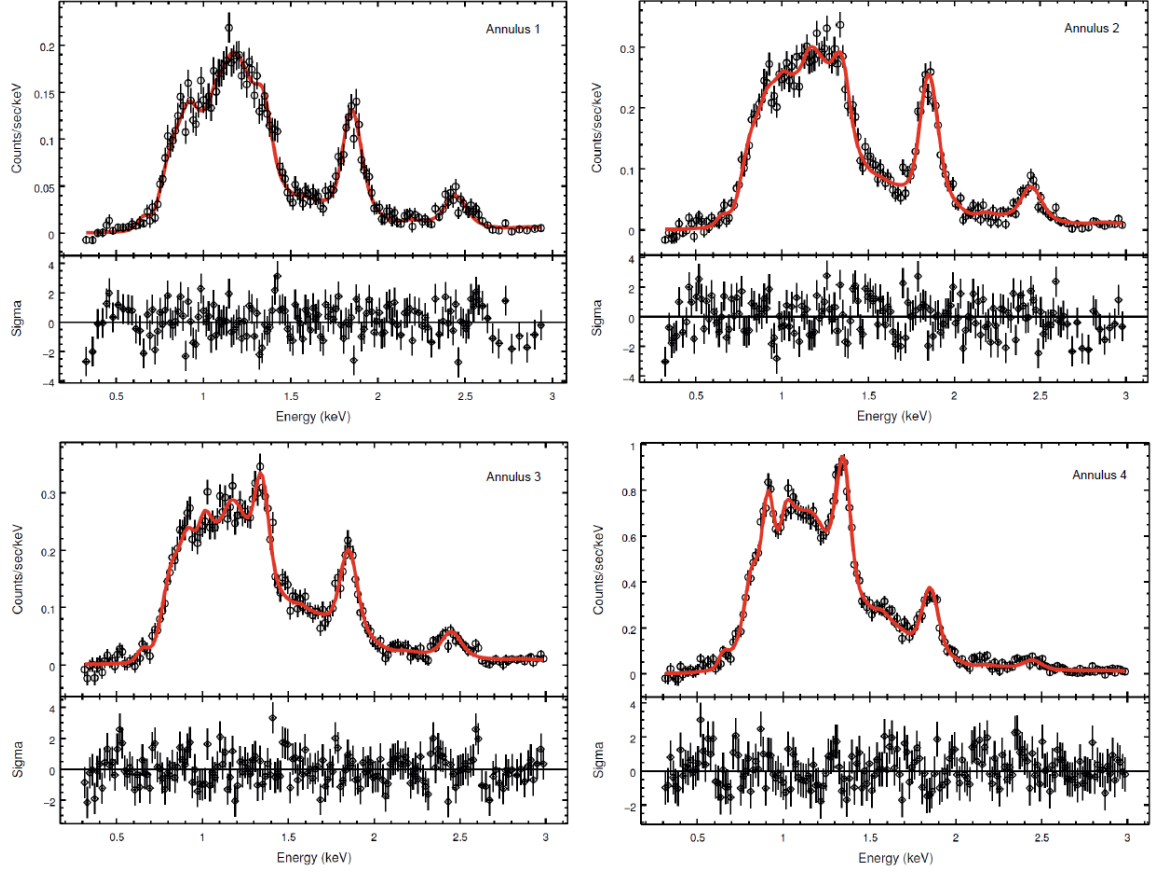 Annulus 1
Counts/sec/keV
0.2
0.15
0.1
0.05
0
Sigma
4
2
0
−2
−4
0.5 1 1.5 2 2.5 3
Energy (keV)
Annulus 2
Counts/sec/keV
0.3
0.2
0.1
0
Sigma
4
2
0
−2
−4
0.5 1 1.5 2 2.5 3
Energy (keV)
Annulus 3
Counts/sec/keV
0.3
0.2
0.1
0
Sigma
4
2
0
−2
0.5 1 1.5 2 2.5 3
Energy (keV)
Annulus 4
Counts/sec/keV
1
0.8
0.6
0.4
0.2
0
Sigma
4
2
0
−2
0.5 1 1.5 2 2.5 3
Energy (keV)